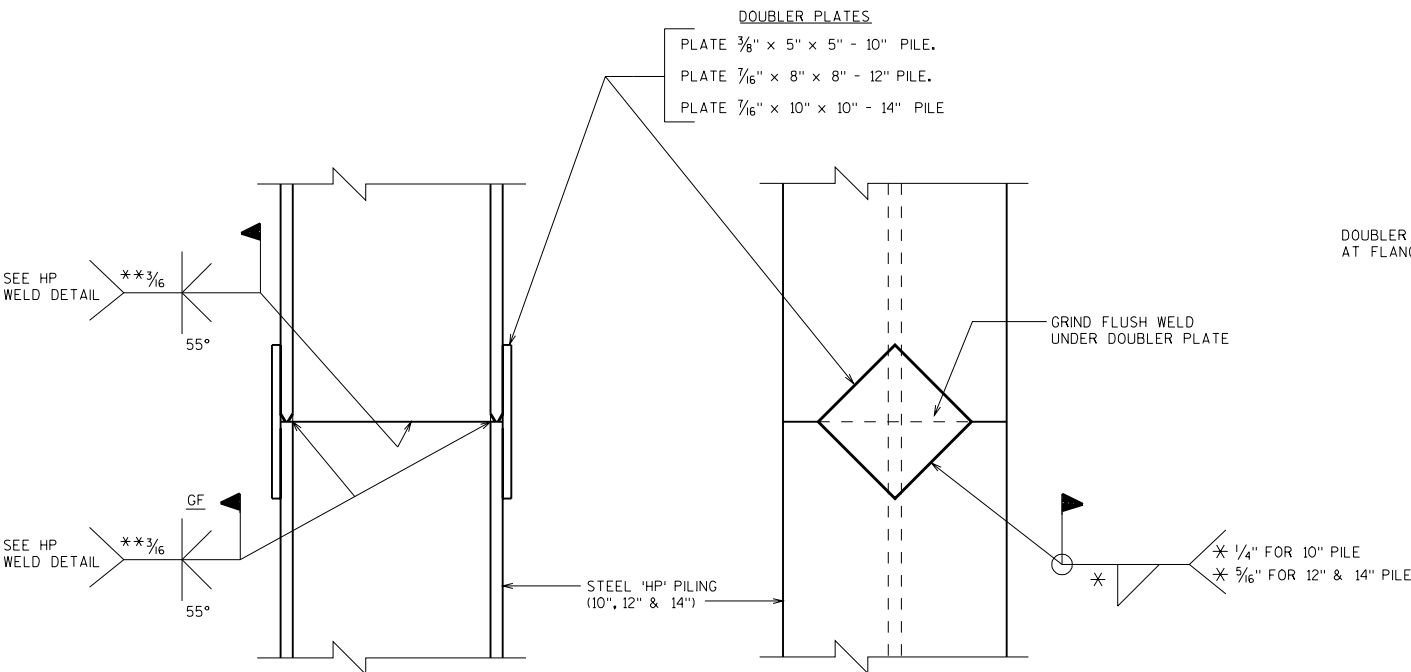 DOUBLER PLATES
PLATE 3/8" x 5" x 5" - 10" PILE.
PLATE 7/16" x 8" x 8" - 12" PILE.
PLATE 7/16" x 10" x 10" - 14" PILE
SEE HP
WELD DETAIL
**3/16
55°
DOUBLER
AT FLAN
GRIND FLUSH WELD
UNDER DOUBLER PLATE
GF
SEE HP
WELD DETAIL
**3/16
55°
STEEL 'HP' PILING
(10", 12" & 14")
*
* 1/4" FOR 10" PILE
* 5/16" FOR 12" & 14" PILE